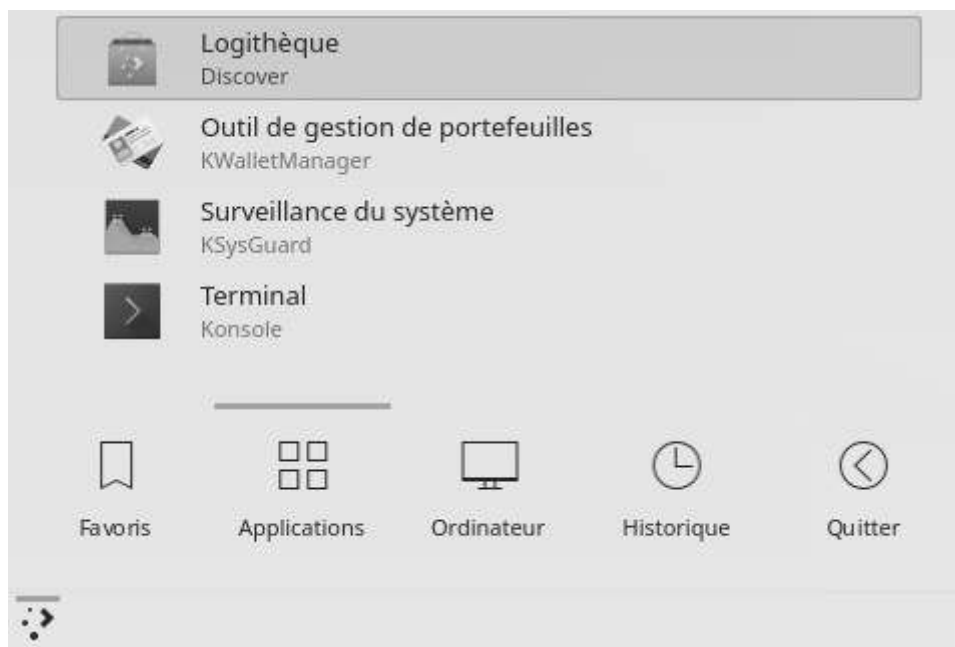 Logithèque
Discover
Outil de gestion de portefeuilles
KWalletManager
Surveillance du système
KSysGuard
Terminal
Konsole
Favoris Applications Ordinateur Historique Quitter